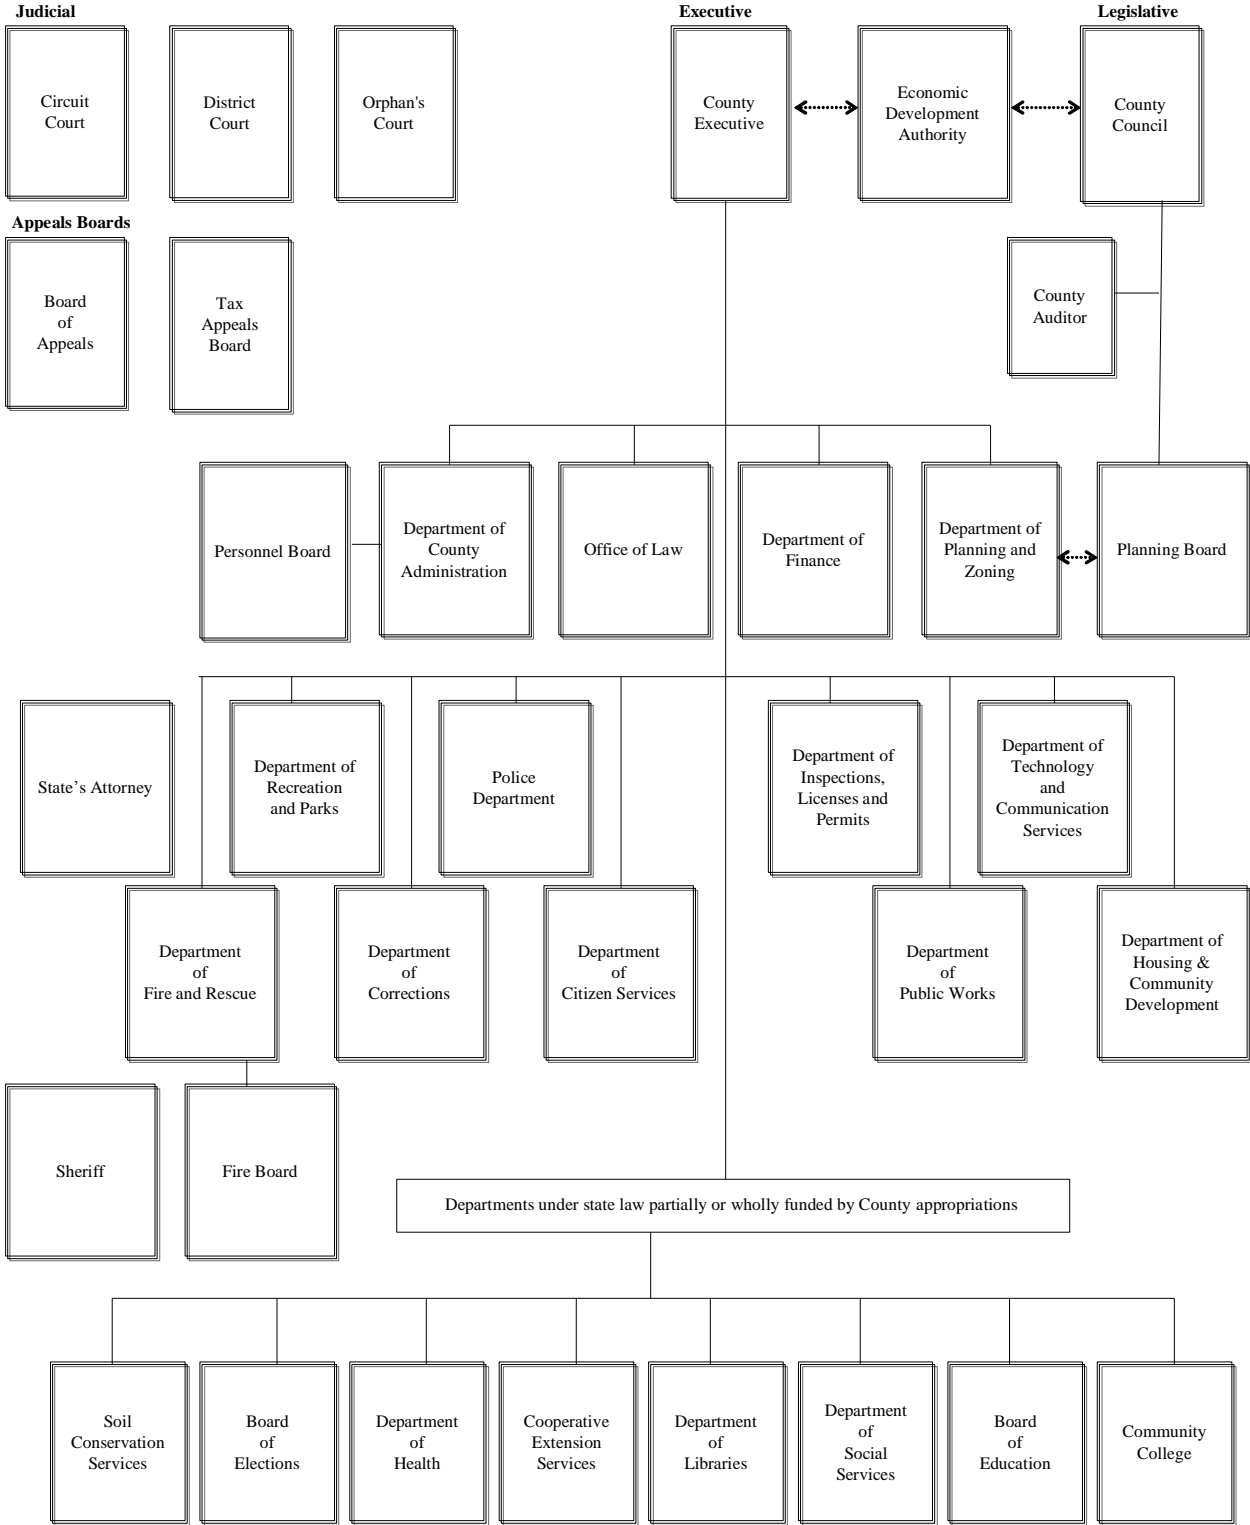 Judicial
Executive
Legislative
Circuit
Court
District
Court
Orphan's
Court
County
Executive
Economic
Development
Authority
County
Council
Appeals Boards
Board
of
Appeals
Tax
Appeals
Board
County
Auditor
Personnel Board
Department of
County
Administration
Office of Law
Department of
Finance
Department of
Planning and
Zoning
Planning Board
State’s Attorney
Department of
Recreation
and Parks
Police
Department
Department of
Inspections,
Licenses and
Permits
Department of
Technology
and
Communication
Services
Department
of
Fire and Rescue
Department
of
Corrections
Department
of
Citizen Services
Department
of
Public Works
Department of
Housing &
Community
Development
Sheriff
Fire Board
Departments under state law partially or wholly funded by County appropriations
Soil
Conservation
Services
Board
of
Elections
Department
of
Health
Cooperative
Extension
Services
Department
of
Libraries
Department
of
Social
Services
Board
of
Education
Community
College